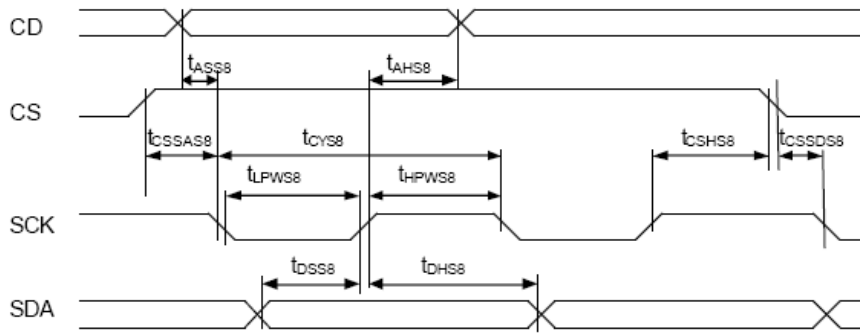 CD
tASS8 tAHS8
CS
tCSSAS8 tCYS8 tCSHS8 tCSSDS8
tLPWS8 tHPWS8
SCK
tDSS8 tDHS8
SDA